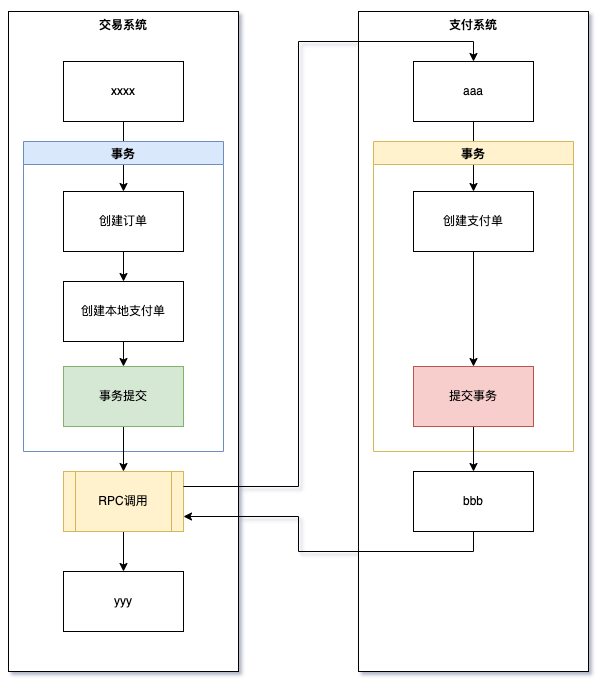 交易系统
xxxx
事务
创建订单
创建本地支付单
事务提交
RPC调用
yyy
支付系统
aaa
事务
创建支付单
提交事务
bbb